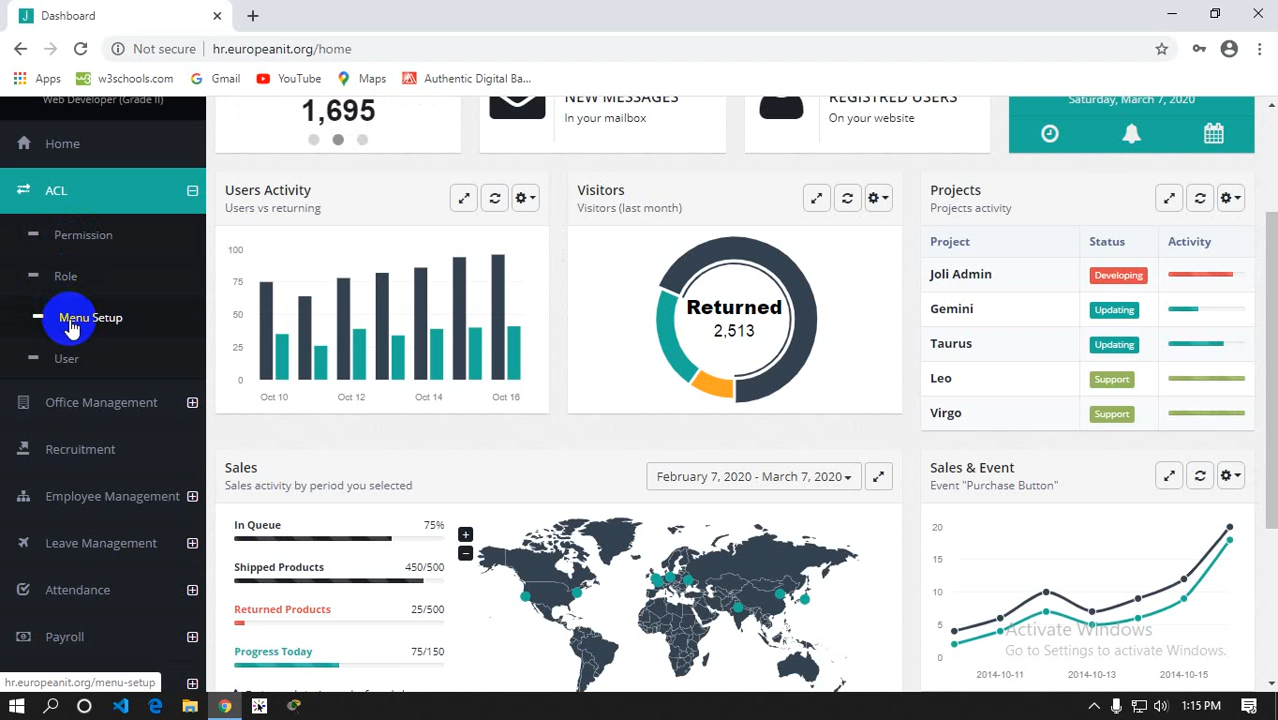 Dashboard
Not secure | hr.europeanit.org/home
Apps w3schools.com Gmail YouTube Maps Authentic Digital Ba...
Web Developer (Grade II)
Home
ACL
Permission
Role
Menu Setup
User
Office Management
Recruitment
Employee Management
Leave Management
Attendance
Payroll
hr.europeanit.org/menu-setup
1,695
NEW MESSAGES
In your mailbox
REGISTRED USERS
On your website
Saturday, March 7, 2020
Users Activity
Users vs returning
100
75
50
25
0
Oct 10 Oct 12 Oct 14 Oct 16
Visitors
Visitors (last month)
Returned
2,513
Projects
Projects activity
Project Status Activity
Joli Admin Developing
Gemini Updating
Taurus Updating
Leo Support
Virgo Support
Sales
Sales activity by period you selected
February 7, 2020 - March 7, 2020
In Queue 75%
Shipped Products 450/500
Returned Products 25/500
Progress Today 75/150
+
−
Sales & Event
Event "Purchase Button"
20
15
10
5
0
2014-10-11 2014-10-13 2014-10-15
Activate Windows
Go to Settings to activate Windows.
1:15 PM